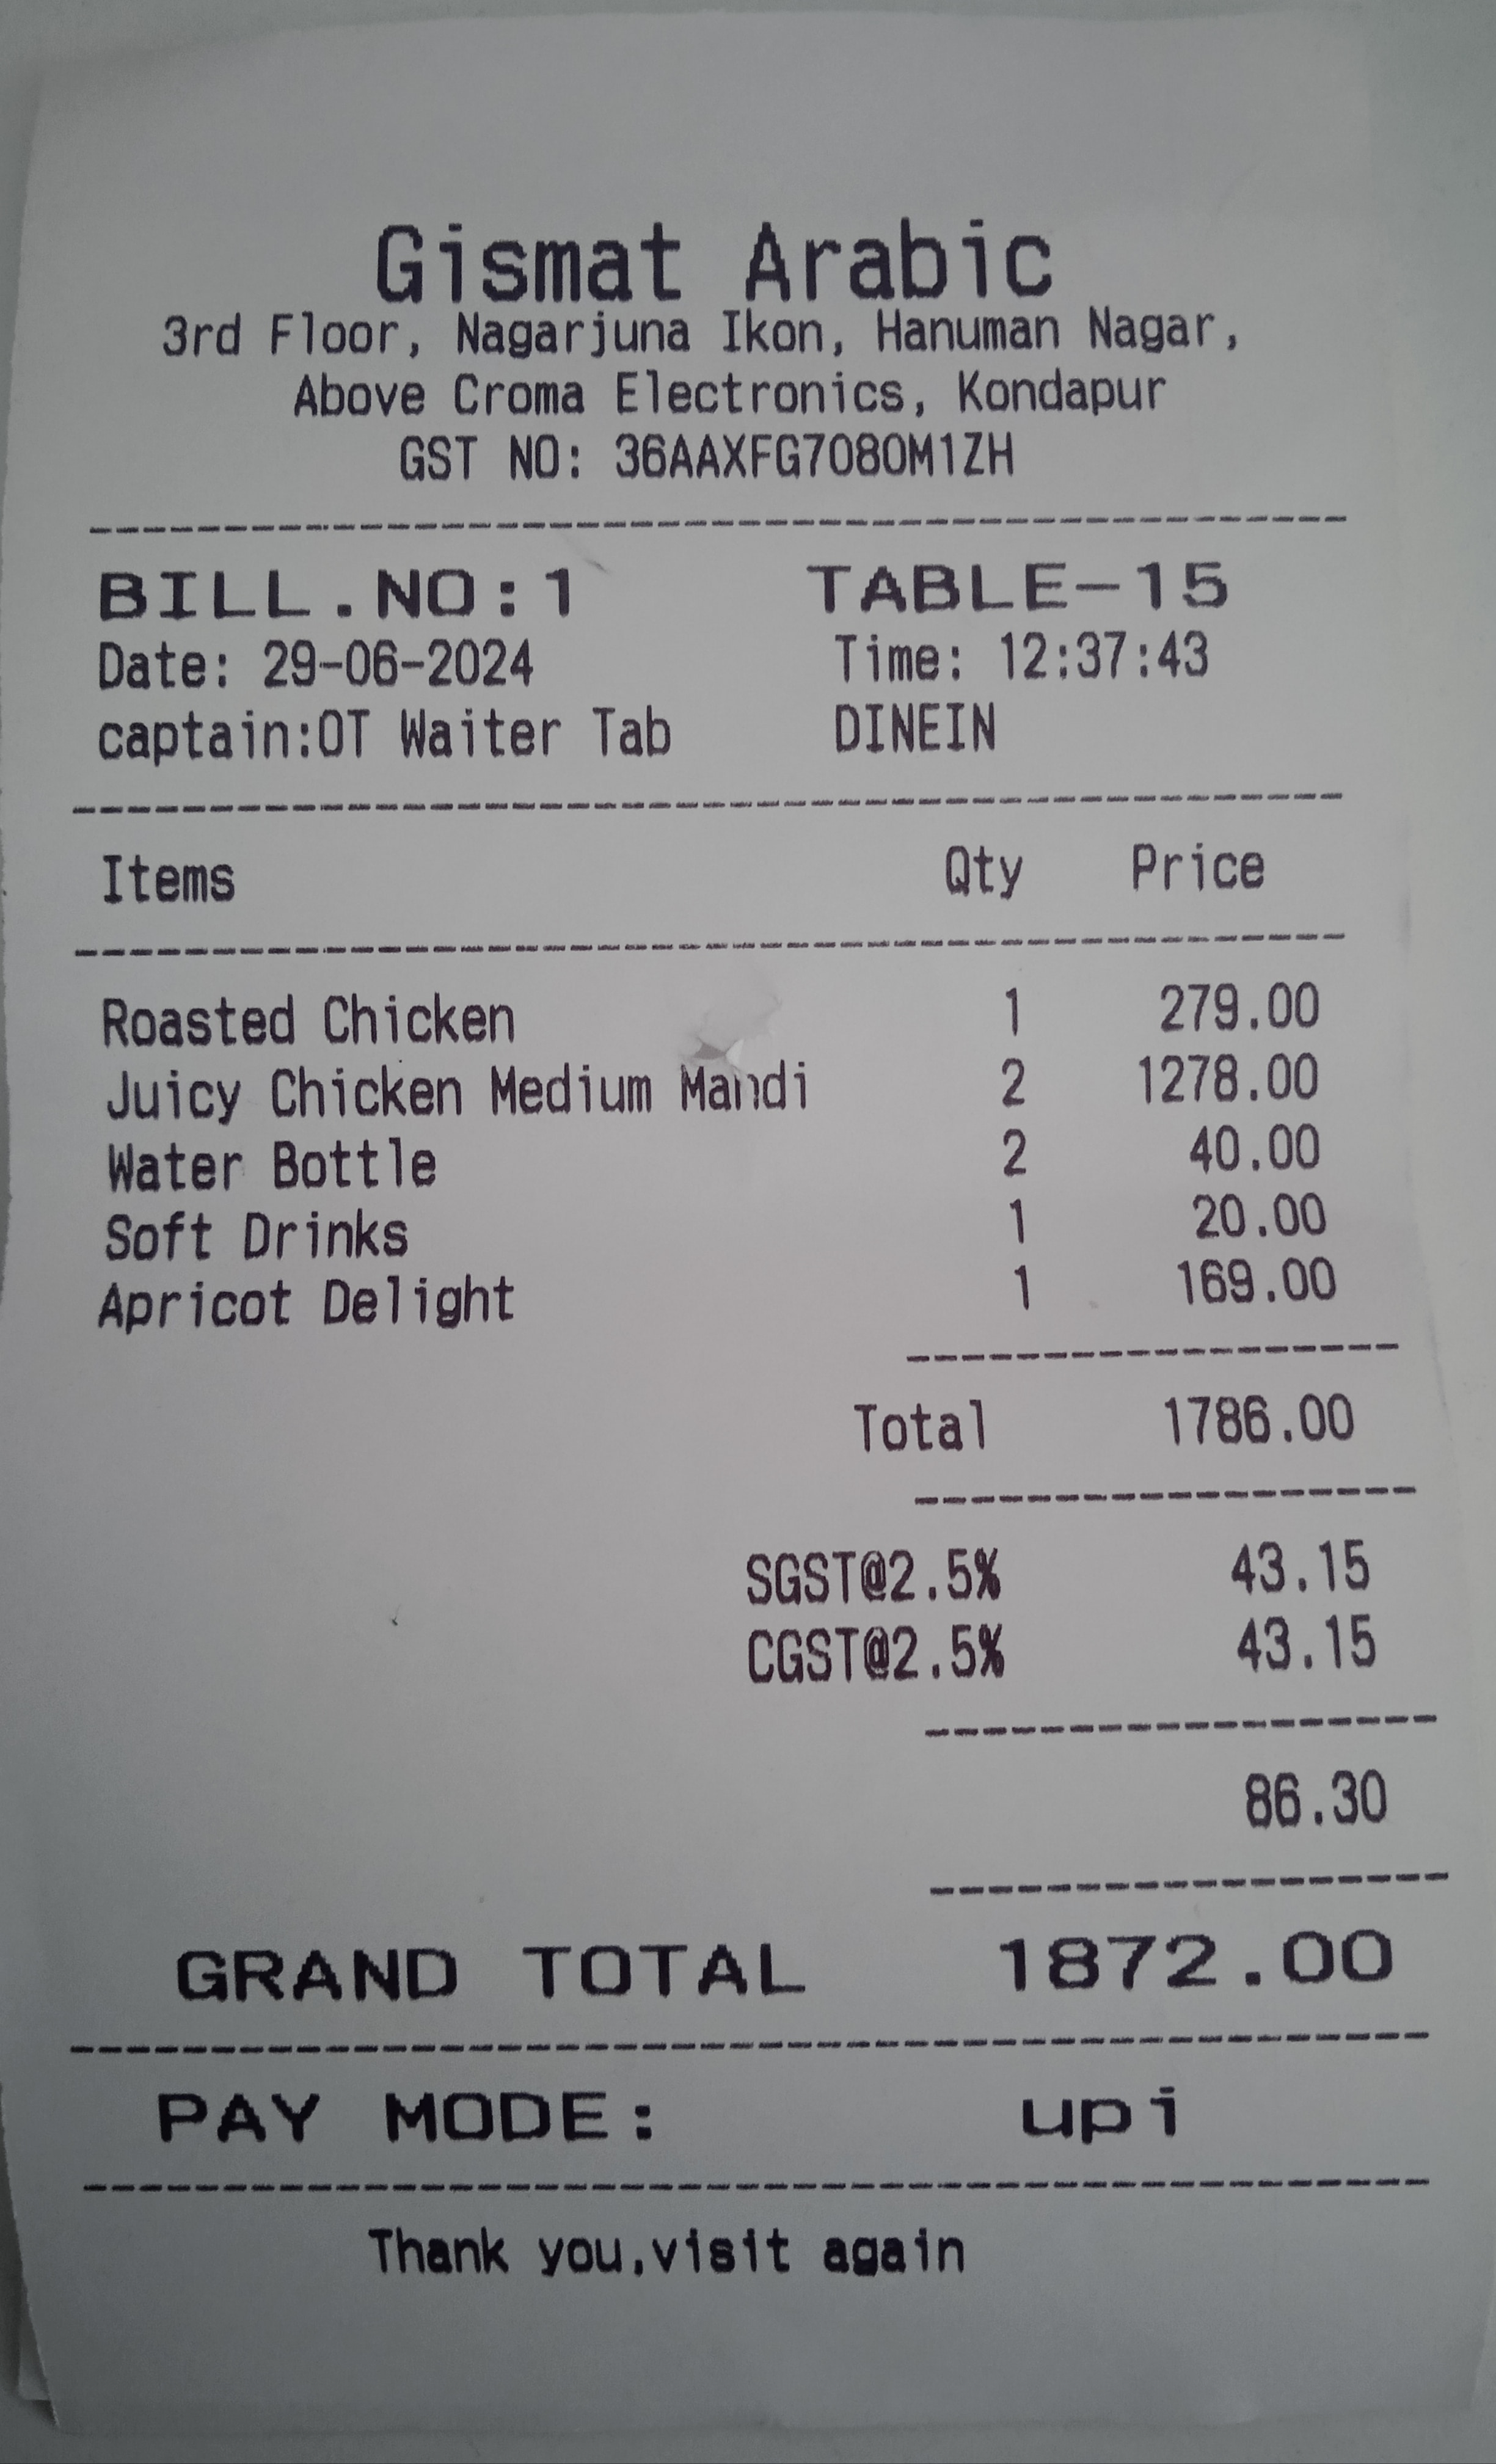 Gismat Arabic
3rd Floor, Nagarjuna Ikon, Hanuman Nagar,
Above Croma Electronics, Kondapur
GST NO: 36AAXFG7080M1ZH
BILL.NO:1 TABLE-15
Date: 29-06-2024 Time: 12:37:43
captain:OT Waiter Tab DINEIN
Items Qty Price
Roasted Chicken 1 279.00
Juicy Chicken Medium Mandi 2 1278.00
Water Bottle 2 40.00
Soft Drinks 1 20.00
Apricot Delight 1 169.00
Total 1786.00
SGST@2.5% 43.15
CGST@2.5% 43.15
86.30
GRAND TOTAL 1872.00
PAY MODE: upi
Thank you,visit again